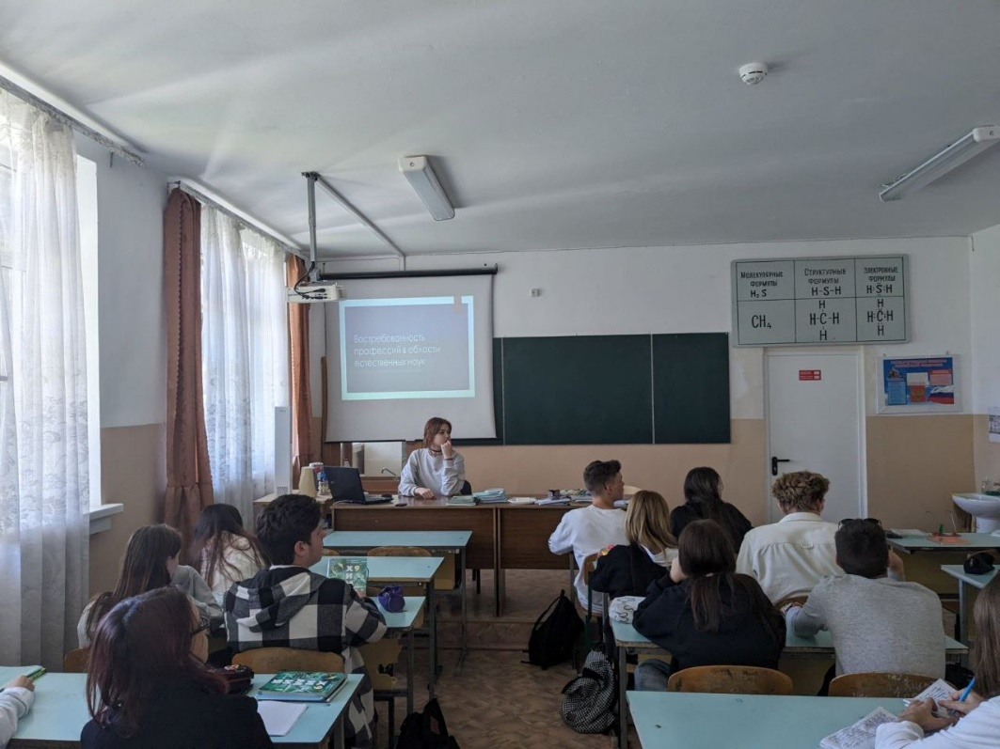 Востребованность
профессий в области
естественных наук
Молекулярные
формулы
H₂S
Структурные
формулы
H-S-H
Электронные
формулы
H:S:H
CH₄
H
H-C-H
H
H
H:C:H
H